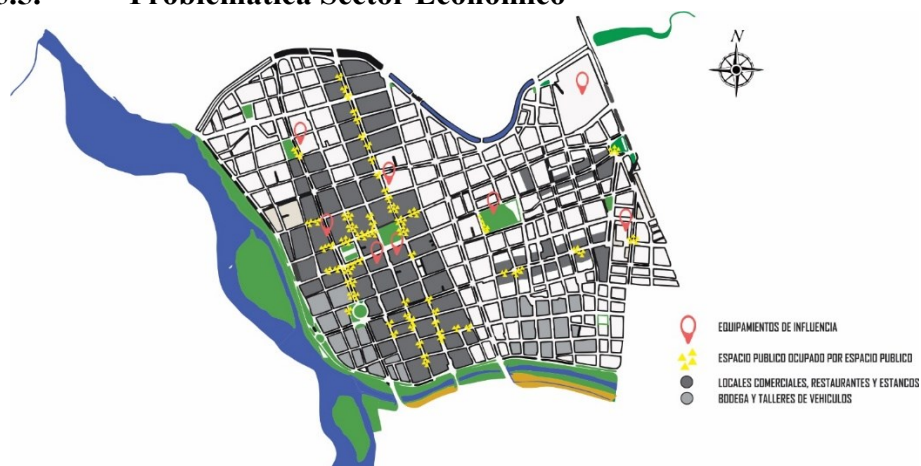 Problemática Sector Económico
N
EQUIPAMIENTOS DE INFLUENCIA
ESPACIO PUBLICO OCUPADO POR ESPACIO PUBLICO
LOCALES COMERCIALES, RESTAURANTES Y ESTANCOS
BODEGA Y TALLERES DE VEHICULOS